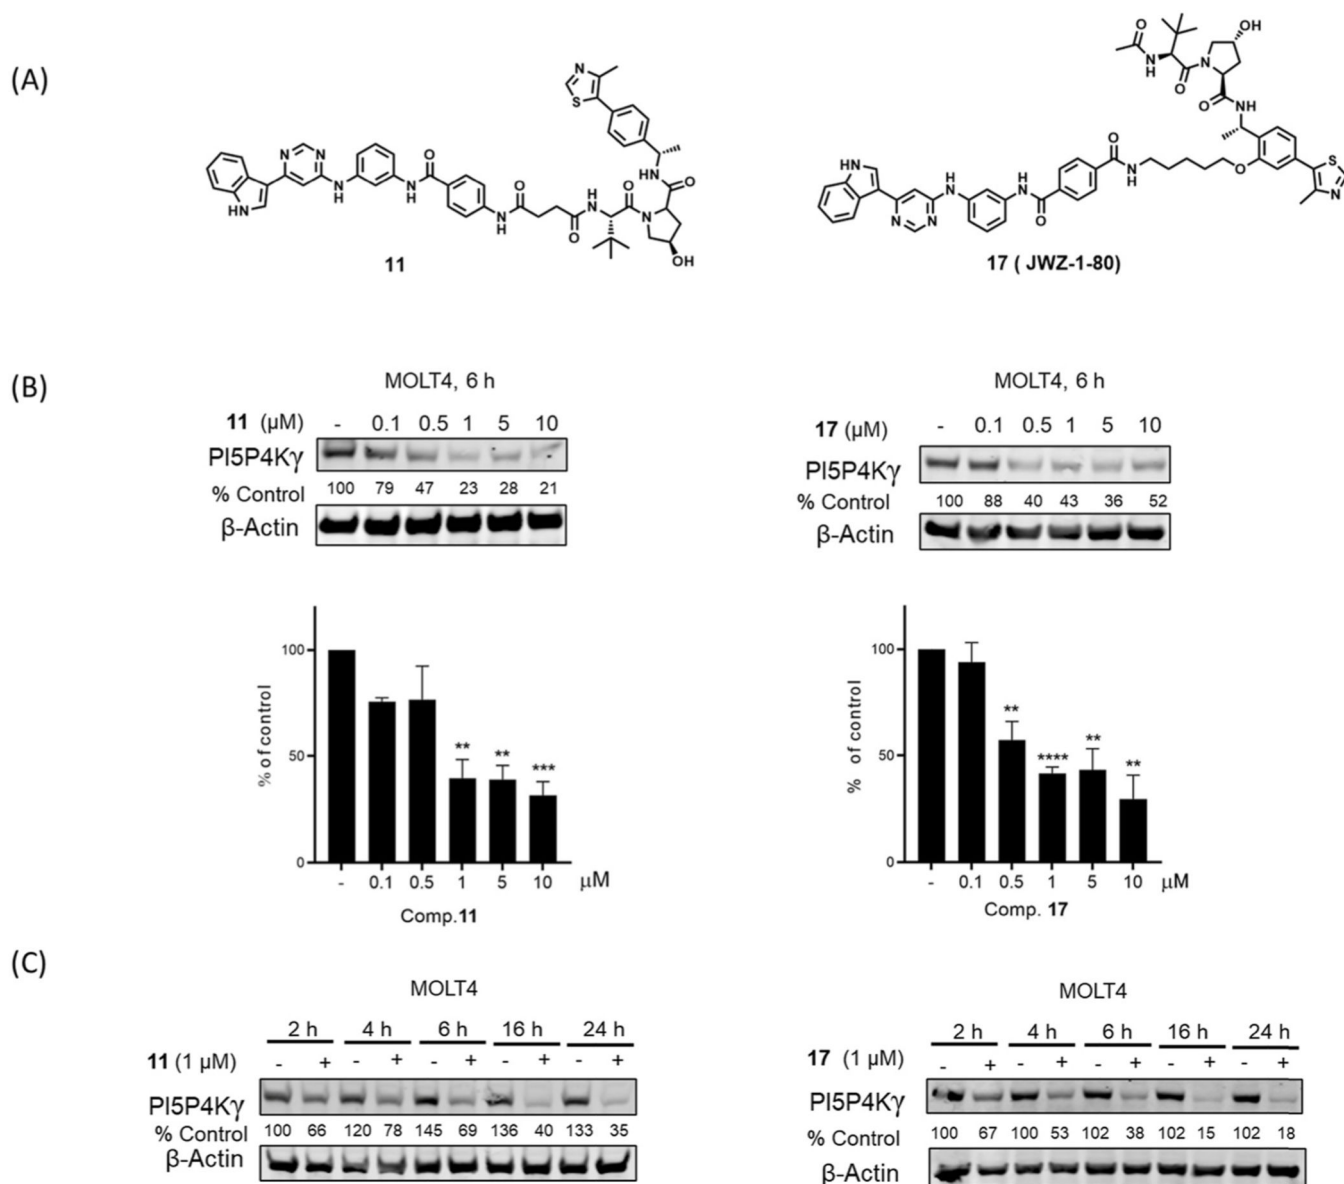 (A)
11
17 ( JWZ-1-80)
(B)
MOLT4, 6 h
11 (μM) - 0.1 0.5 1 5 10
PI5P4Kγ
% Control 100 79 47 23 28 21
β-Actin
MOLT4, 6 h
17 (μM) - 0.1 0.5 1 5 10
PI5P4Kγ
% Control 100 88 40 43 36 52
β-Actin
% of control
100
50
0
** ** ***
- 0.1 0.5 1 5 10 μM
Comp.11
% of control
100
50
0
** **** ** **
- 0.1 0.5 1 5 10 μM
Comp. 17
(C)
MOLT4
2 h 4 h 6 h 16 h 24 h
11 (1 μM) - + - + - + - + - +
PI5P4Kγ
% Control 100 66 120 78 145 69 136 40 133 35
β-Actin
MOLT4
2 h 4 h 6 h 16 h 24 h
17 (1 μM) - + - + - + - + - +
PI5P4Kγ
% Control 100 67 100 53 102 38 102 15 102 18
β-Actin